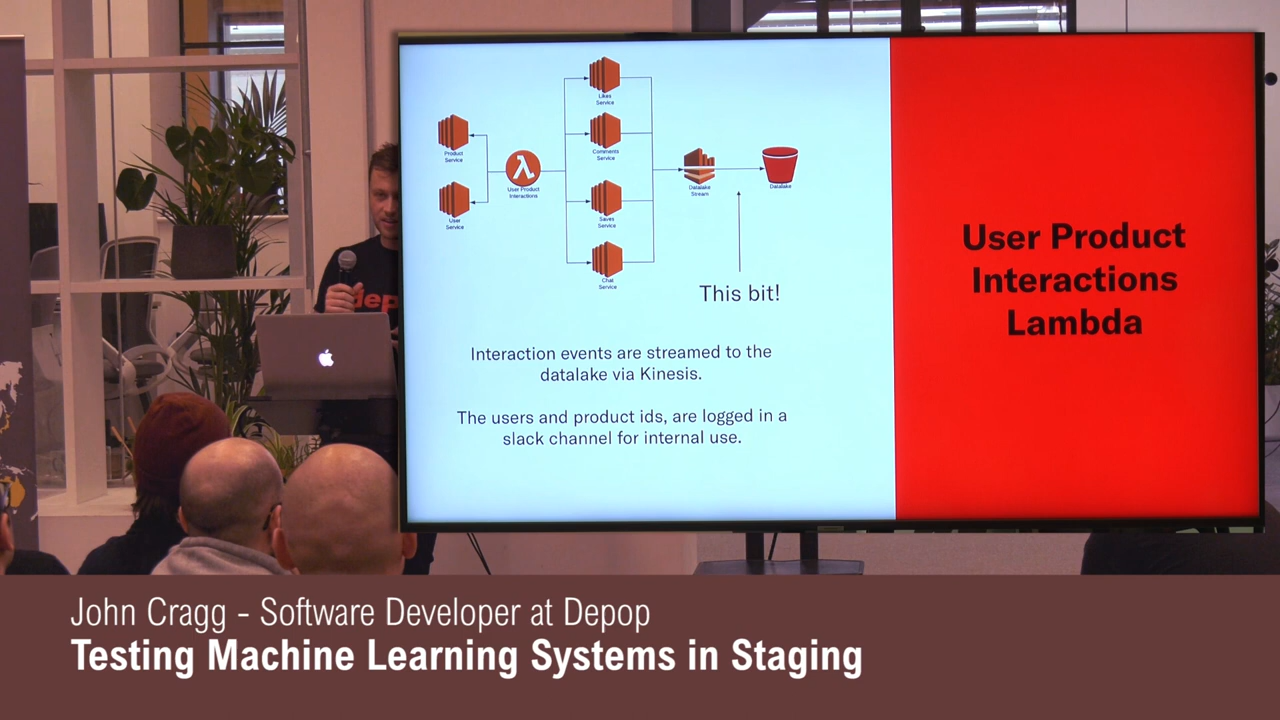 Likes
Service
Product
Service
Comments
Service
User Product
Interactions
Datalake
Stream
Datalake
User
Service
Saves
Service
Chat
Service
This bit!
Interaction events are streamed to the
datalake via Kinesis.
The users and product ids, are logged in a
slack channel for internal use.
User Product
Interactions
Lambda
dep
John Cragg - Software Developer at Depop
Testing Machine Learning Systems in Staging